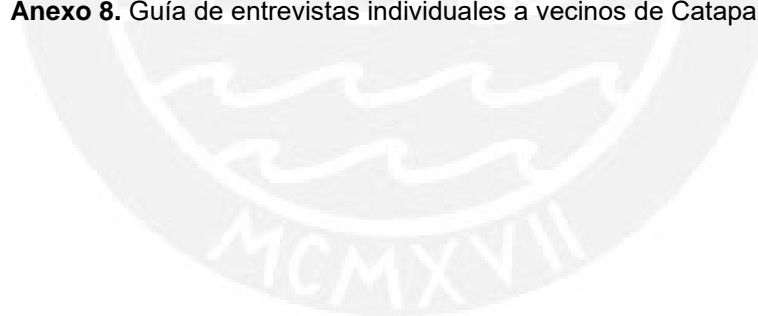 Anexo 8. Guía de entrevistas individuales a vecinos de Catapa
MCMXVII